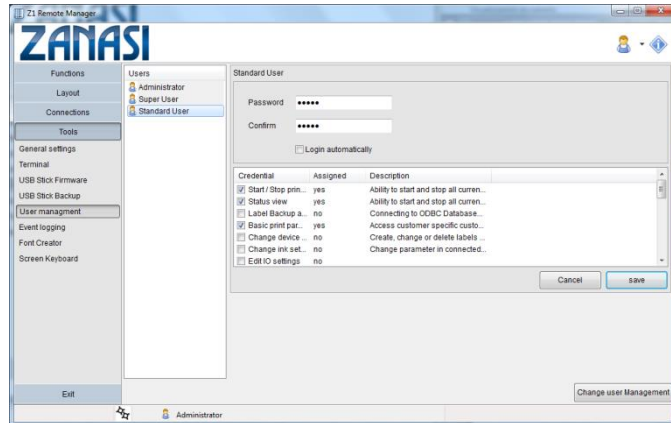 Z1 Remote Manager
ZANASI
Functions
Layout
Connections
Tools
General settings
Terminal
USB Stick Firmware
USB Stick Backup
User managment
Event logging
Font Creator
Screen Keyboard
Exit
Users
Administrator
Super User
Standard User
Standard User
Password •••••
Confirm •••••
Login automatically
Credential Assigned Description
Start / Stop prin... yes Ability to start and stop all curren...
Status view yes Ability to start and stop all curren...
Label Backup a... no Connecting to ODBC Database...
Basic print par... yes Access customer specific custo...
Change device ... no Create, change or delete labels ...
Change ink set... no Change parameter in connected...
Edit IO settings no
Cancel save
Change user Management
Administrator